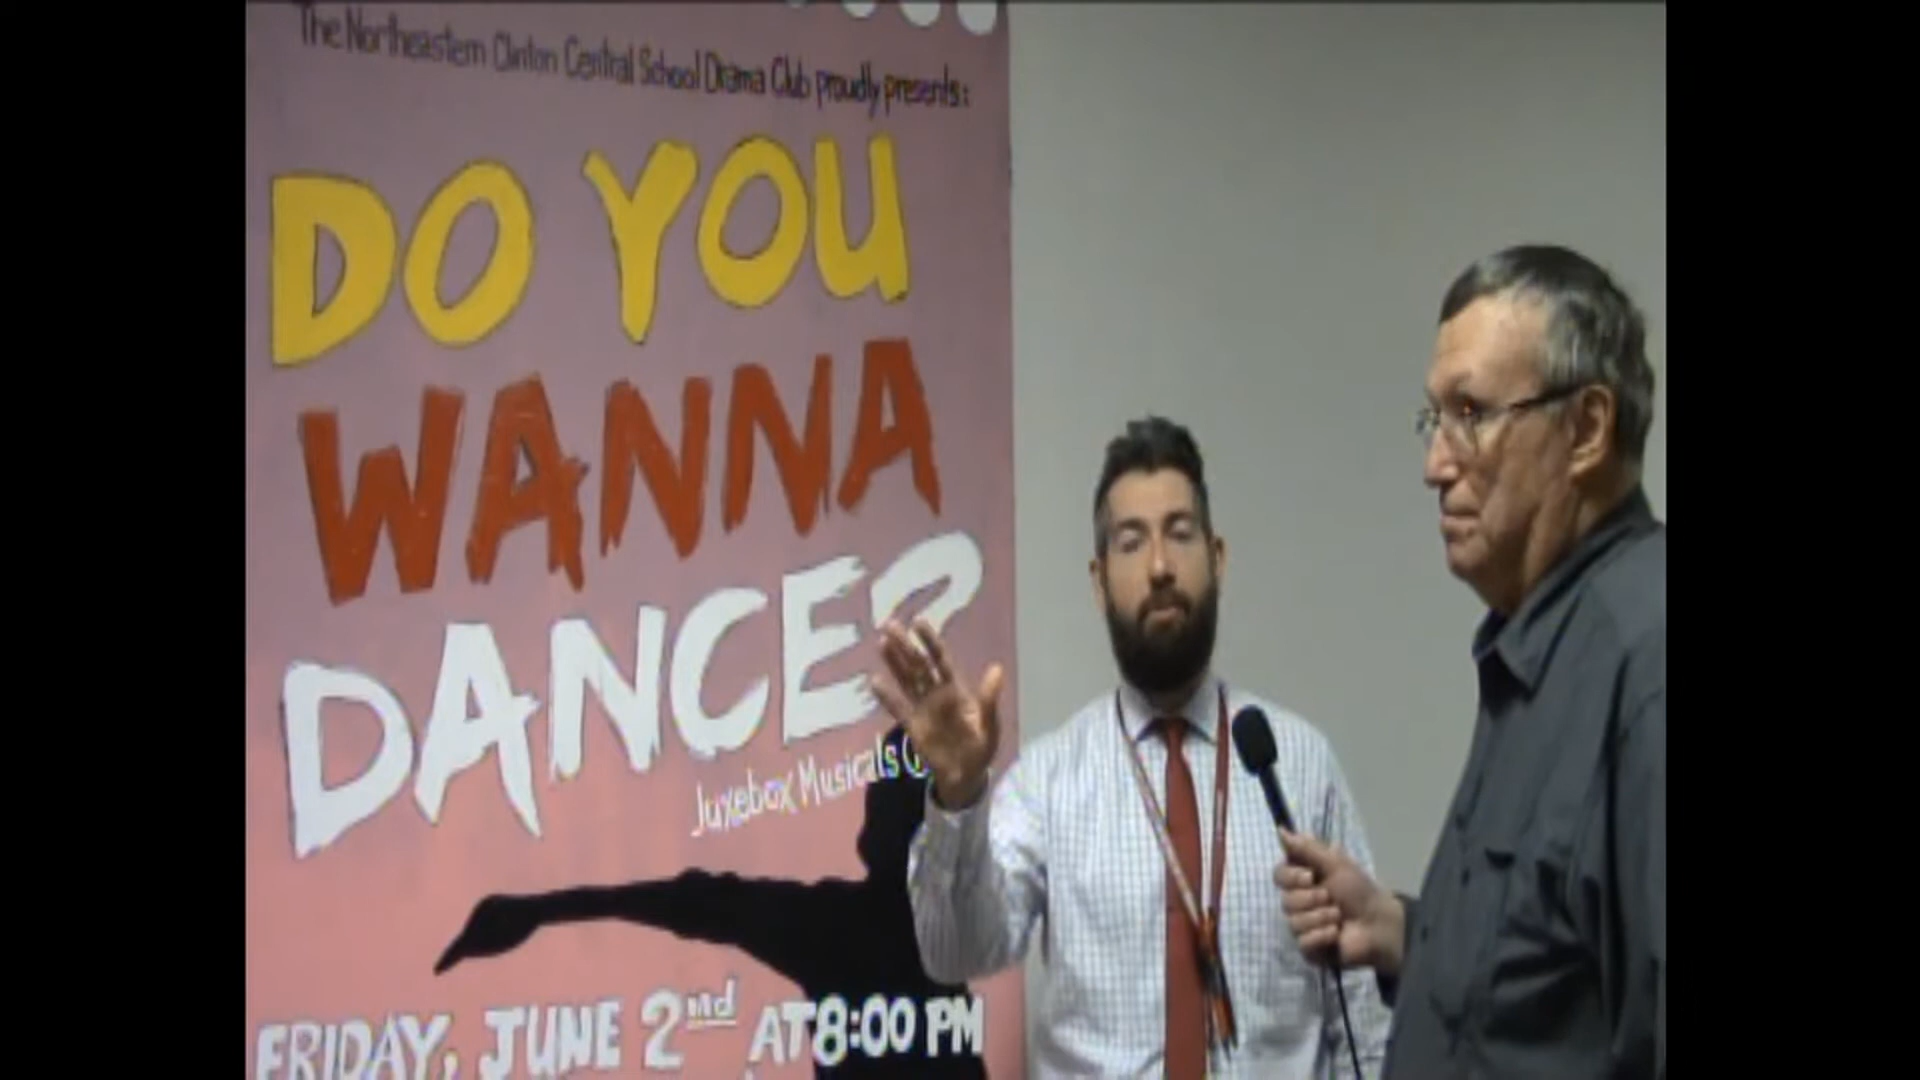 The Northeastern Clinton Central School Drama Club proudly presents:
DO YOU
WANNA
DANCE?
Juxebox Musicals (
FRIDAY, JUNE 2nd AT 8:00 PM